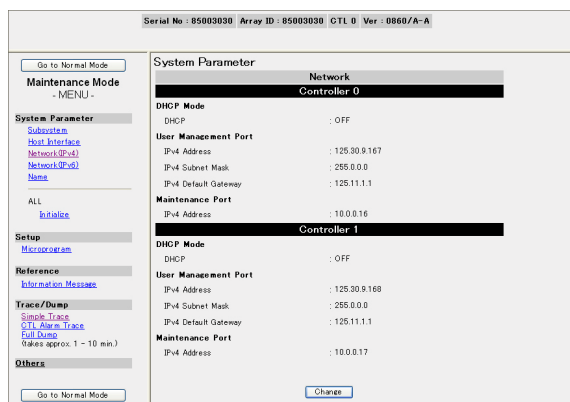 Serial No : 85003030 Array ID : 85003030 CTL 0 Ver : 0860/A-A
Go to Normal Mode
Maintenance Mode
- MENU -
System Parameter
Subsystem
Host Interface
Network(IPv4)
Network(IPv6)
Name
ALL
Initialize
Setup
Microprogram
Reference
Information Message
Trace/Dump
Simple Trace
CTL Alarm Trace
Full Dump
(takes approx. 1 - 10 min.)
Others
Go to Normal Mode
System Parameter
Network
Controller 0
DHCP Mode
DHCP : OFF
User Management Port
IPv4 Address : 125.30.9.167
IPv4 Subnet Mask : 255.0.0.0
IPv4 Default Gateway : 125.11.1.1
Maintenance Port
IPv4 Address : 10.0.0.16
Controller 1
DHCP Mode
DHCP : OFF
User Management Port
IPv4 Address : 125.30.9.168
IPv4 Subnet Mask : 255.0.0.0
IPv4 Default Gateway : 125.11.1.1
Maintenance Port
IPv4 Address : 10.0.0.17
Change